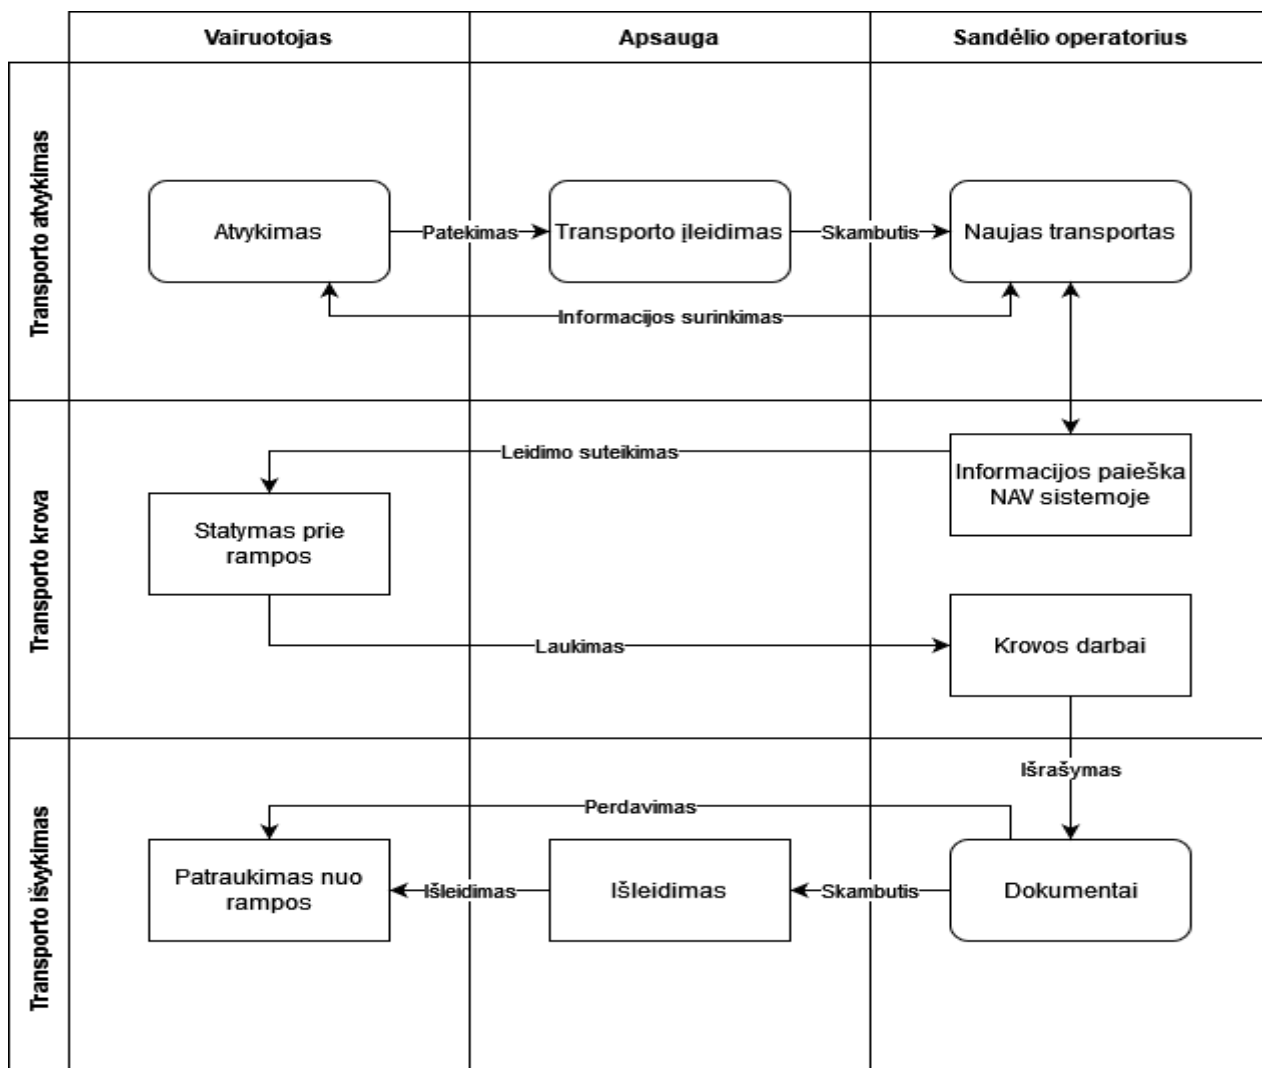 Vairuotojas
Apsauga
Sandėlio operatorius
Transporto atvykimas
Atvykimas
Patekimas
Transporto įleidimas
Skambutis
Naujas transportas
Informacijos surinkimas
Transporto krova
Leidimo suteikimas
Informacijos paieška
NAV sistemoje
Statymas prie
rampos
Laukimas
Krovos darbai
Transporto išvykimas
Išrašymas
Perdavimas
Patraukimas nuo
rampos
Išleidimas
Išleidimas
Skambutis
Dokumentai